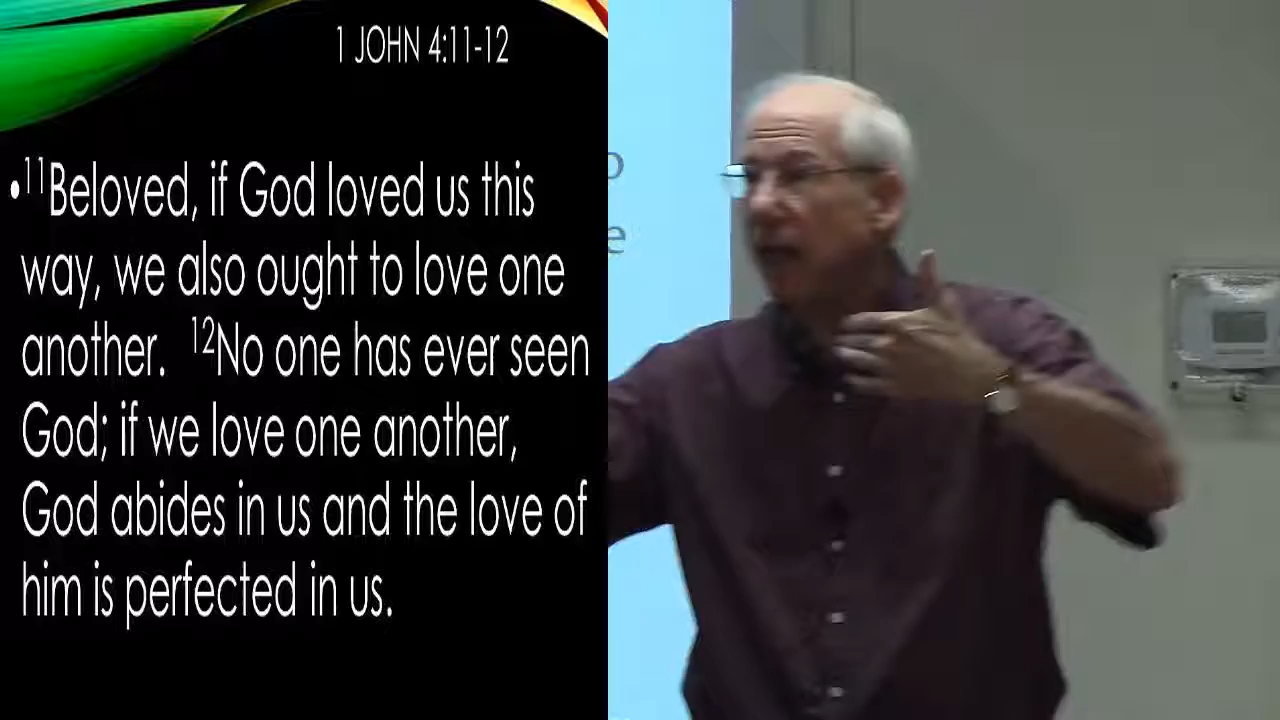 1 JOHN 4:11-12
•11Beloved, if God loved us this
way, we also ought to love one
another. 12No one has ever seen
God; if we love one another,
God abides in us and the love of
him is perfected in us.